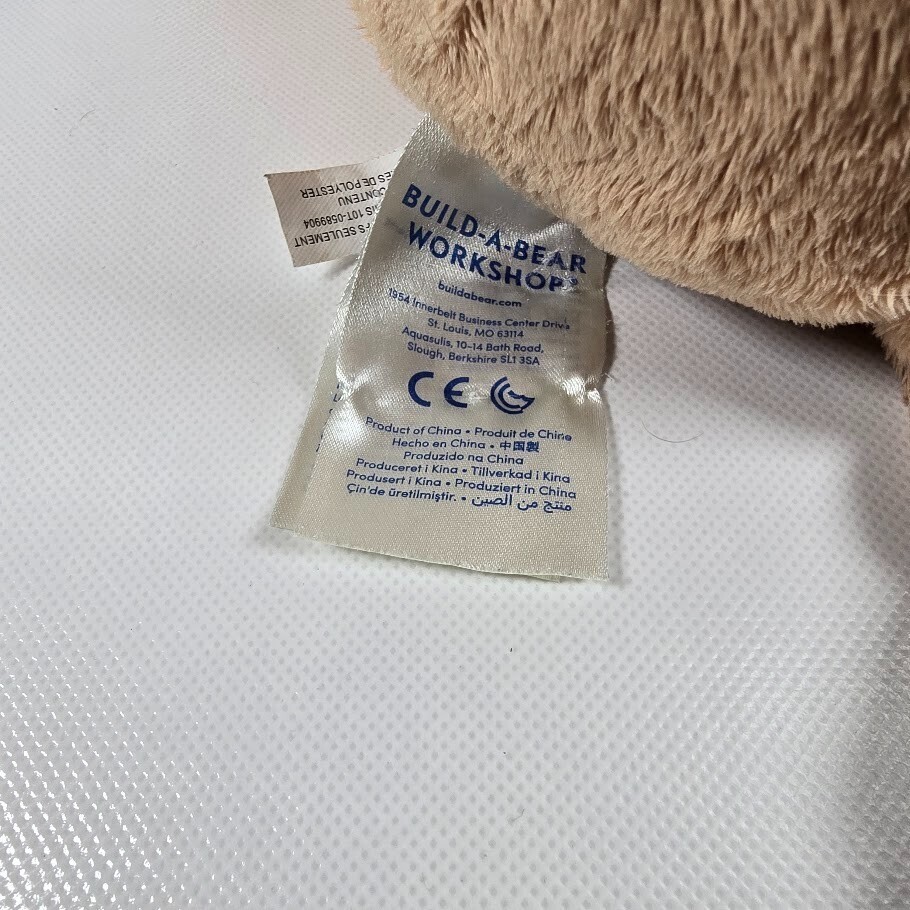 BUILD-A-BEAR
WORKSHOP®
buildabear.com
1954 Innerbelt Business Center Drive
St. Louis, MO 63114
Aquasulis, 10-14 Bath Road,
Slough, Berkshire SL1 3SA
CE
Product of China • Produit de Chine
Hecho en China • 中国製
Produzido na China
Produceret i Kina • Tillverkad i Kina
Produsert i Kina • Produziert in China
Çin'de üretilmiştir. • منتج من الصين
SEULEMENT
10T-0589904
CONTENU
DE POLYESTER